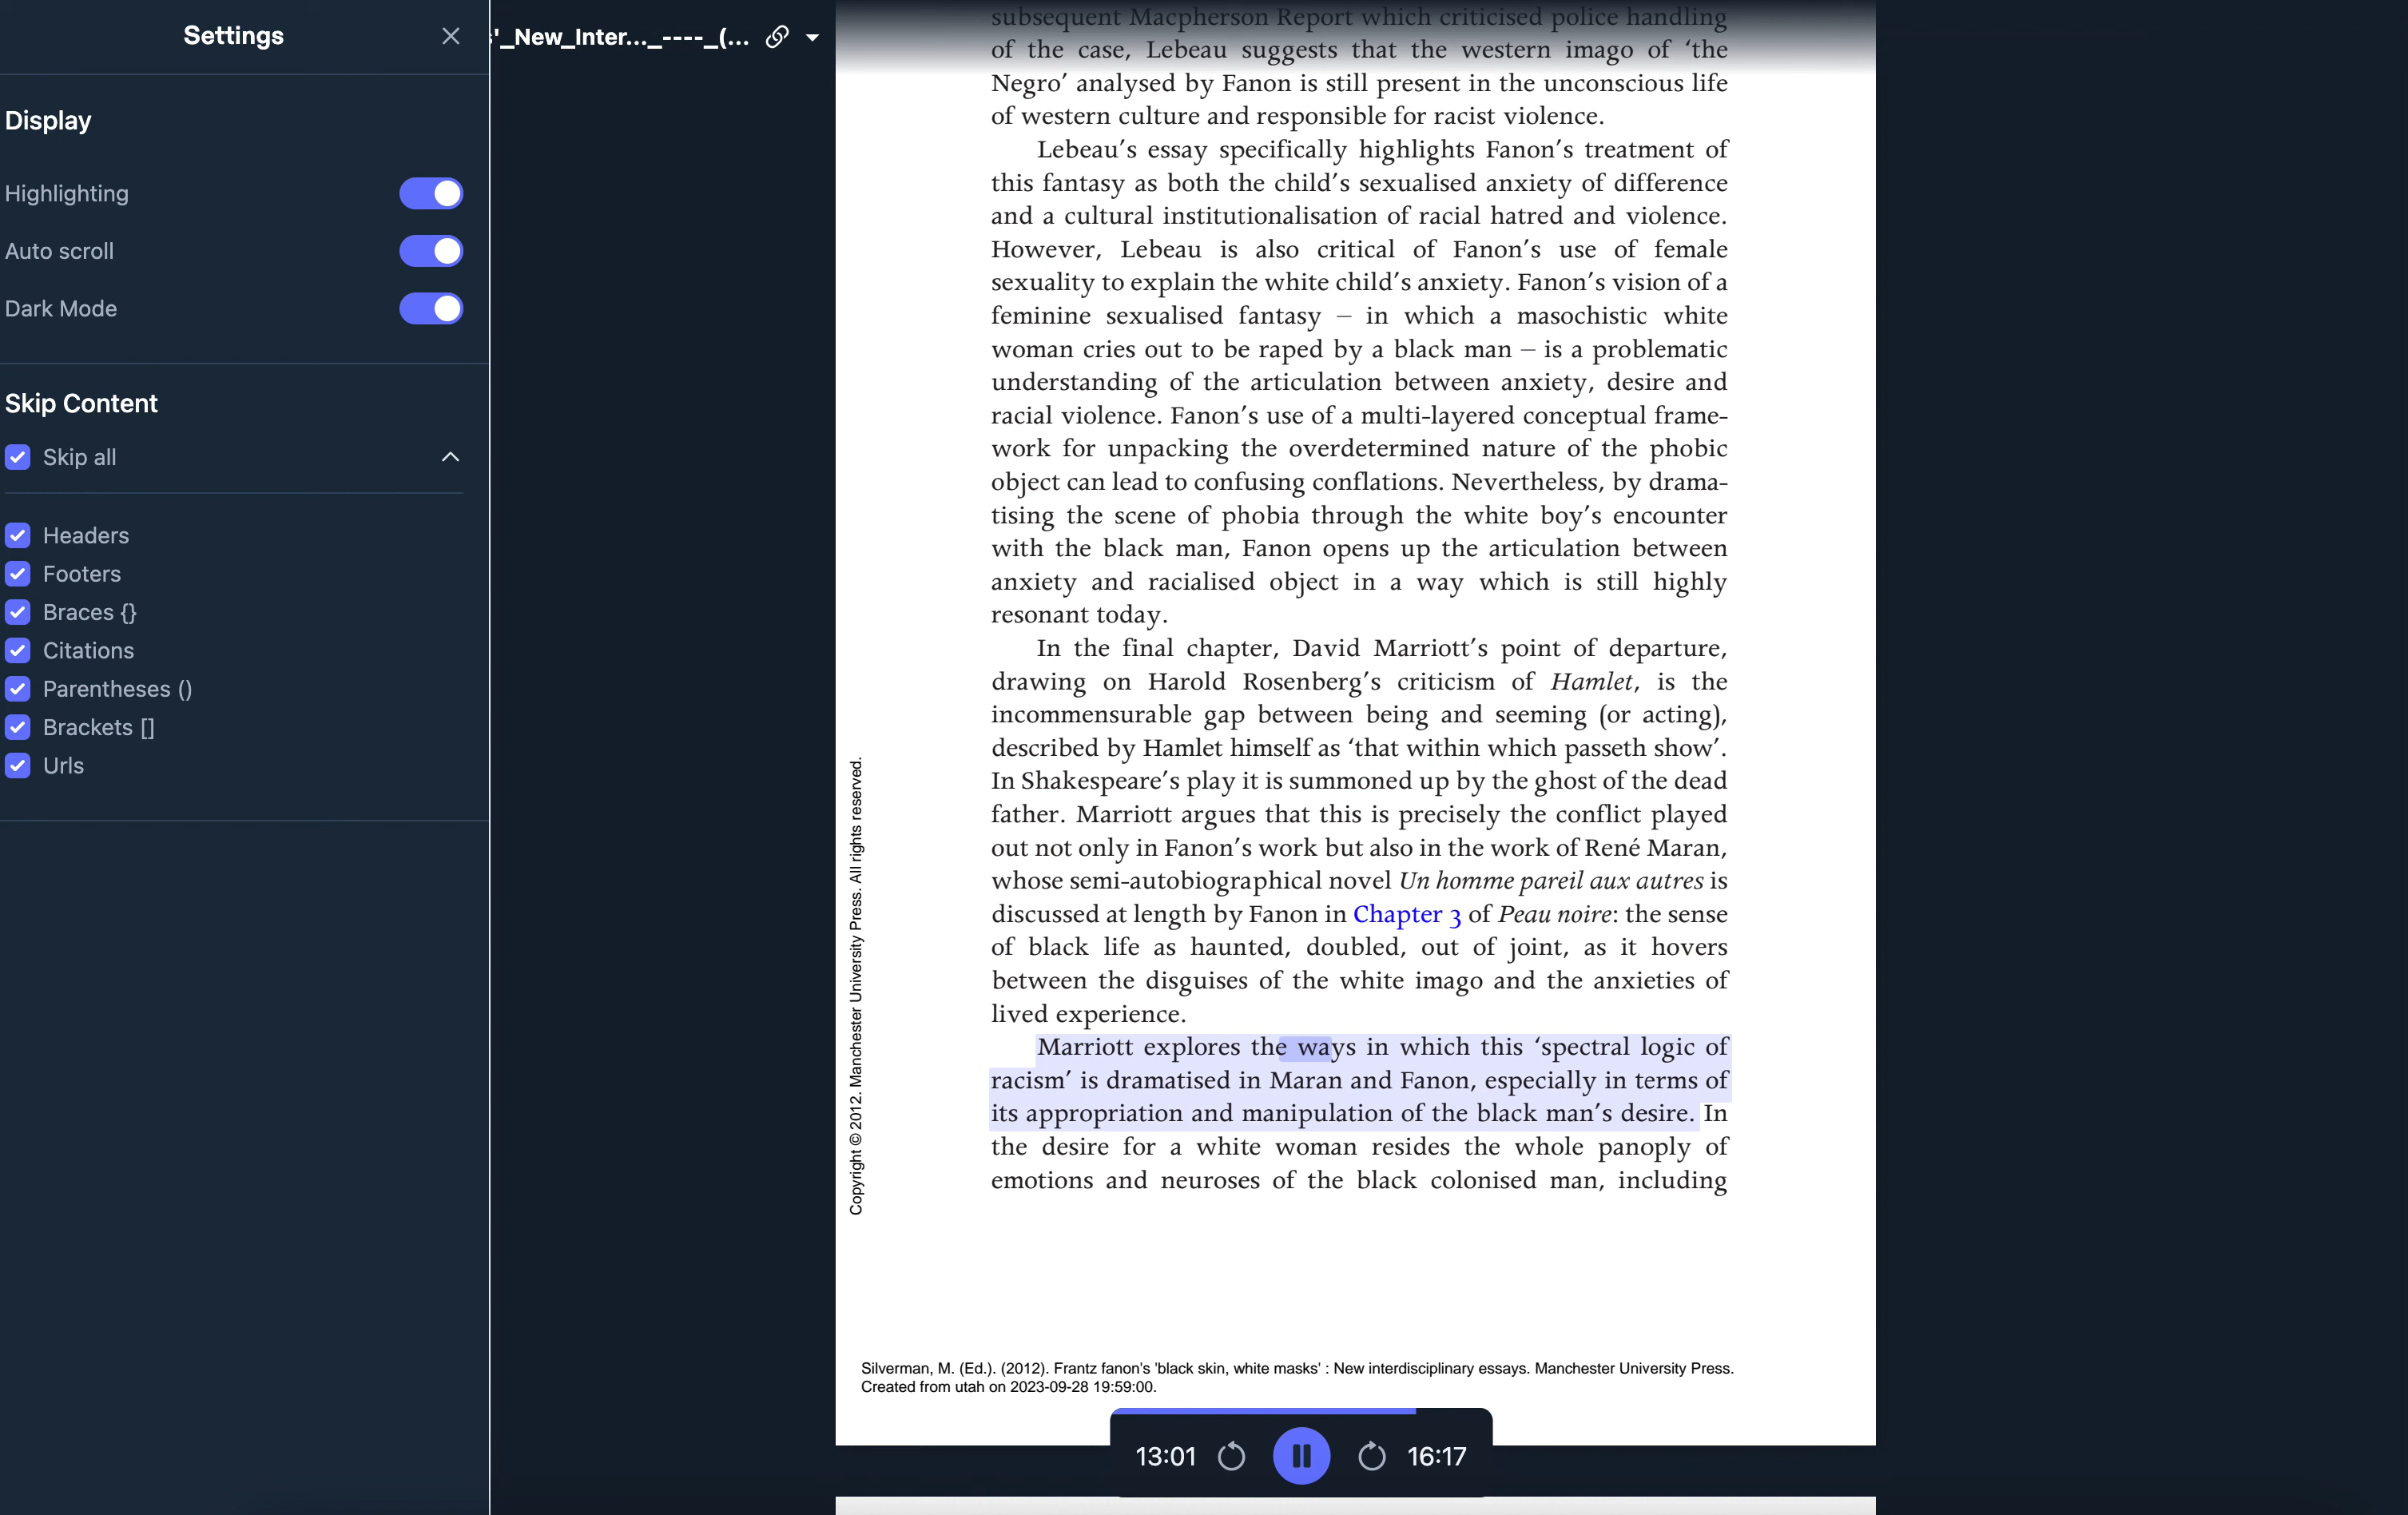 Settings
Display
Highlighting
Auto scroll
Dark Mode
Skip Content
Skip all
Headers
Footers
Braces {}
Citations
Parentheses ()
Brackets []
Urls
'_New_Inter..._----_(...
subsequent Macpherson Report which criticised police handling
of the case, Lebeau suggests that the western imago of ‘the
Negro’ analysed by Fanon is still present in the unconscious life
of western culture and responsible for racist violence.
Lebeau’s essay specifically highlights Fanon’s treatment of
this fantasy as both the child’s sexualised anxiety of difference
and a cultural institutionalisation of racial hatred and violence.
However, Lebeau is also critical of Fanon’s use of female
sexuality to explain the white child’s anxiety. Fanon’s vision of a
feminine sexualised fantasy – in which a masochistic white
woman cries out to be raped by a black man – is a problematic
understanding of the articulation between anxiety, desire and
racial violence. Fanon’s use of a multi-layered conceptual frame-
work for unpacking the overdetermined nature of the phobic
object can lead to confusing conflations. Nevertheless, by drama-
tising the scene of phobia through the white boy’s encounter
with the black man, Fanon opens up the articulation between
anxiety and racialised object in a way which is still highly
resonant today.
In the final chapter, David Marriott’s point of departure,
drawing on Harold Rosenberg’s criticism of Hamlet, is the
incommensurable gap between being and seeming (or acting),
described by Hamlet himself as ‘that within which passeth show’.
In Shakespeare’s play it is summoned up by the ghost of the dead
father. Marriott argues that this is precisely the conflict played
out not only in Fanon’s work but also in the work of René Maran,
whose semi-autobiographical novel Un homme pareil aux autres is
discussed at length by Fanon in Chapter 3 of Peau noire: the sense
of black life as haunted, doubled, out of joint, as it hovers
between the disguises of the white imago and the anxieties of
lived experience.
Marriott explores the ways in which this ‘spectral logic of
racism’ is dramatised in Maran and Fanon, especially in terms of
its appropriation and manipulation of the black man’s desire. In
the desire for a white woman resides the whole panoply of
emotions and neuroses of the black colonised man, including
Copyright © 2012. Manchester University Press. All rights reserved.
Silverman, M. (Ed.). (2012). Frantz fanon's 'black skin, white masks' : New interdisciplinary essays. Manchester University Press.
Created from utah on 2023-09-28 19:59:00.
13:01
16:17